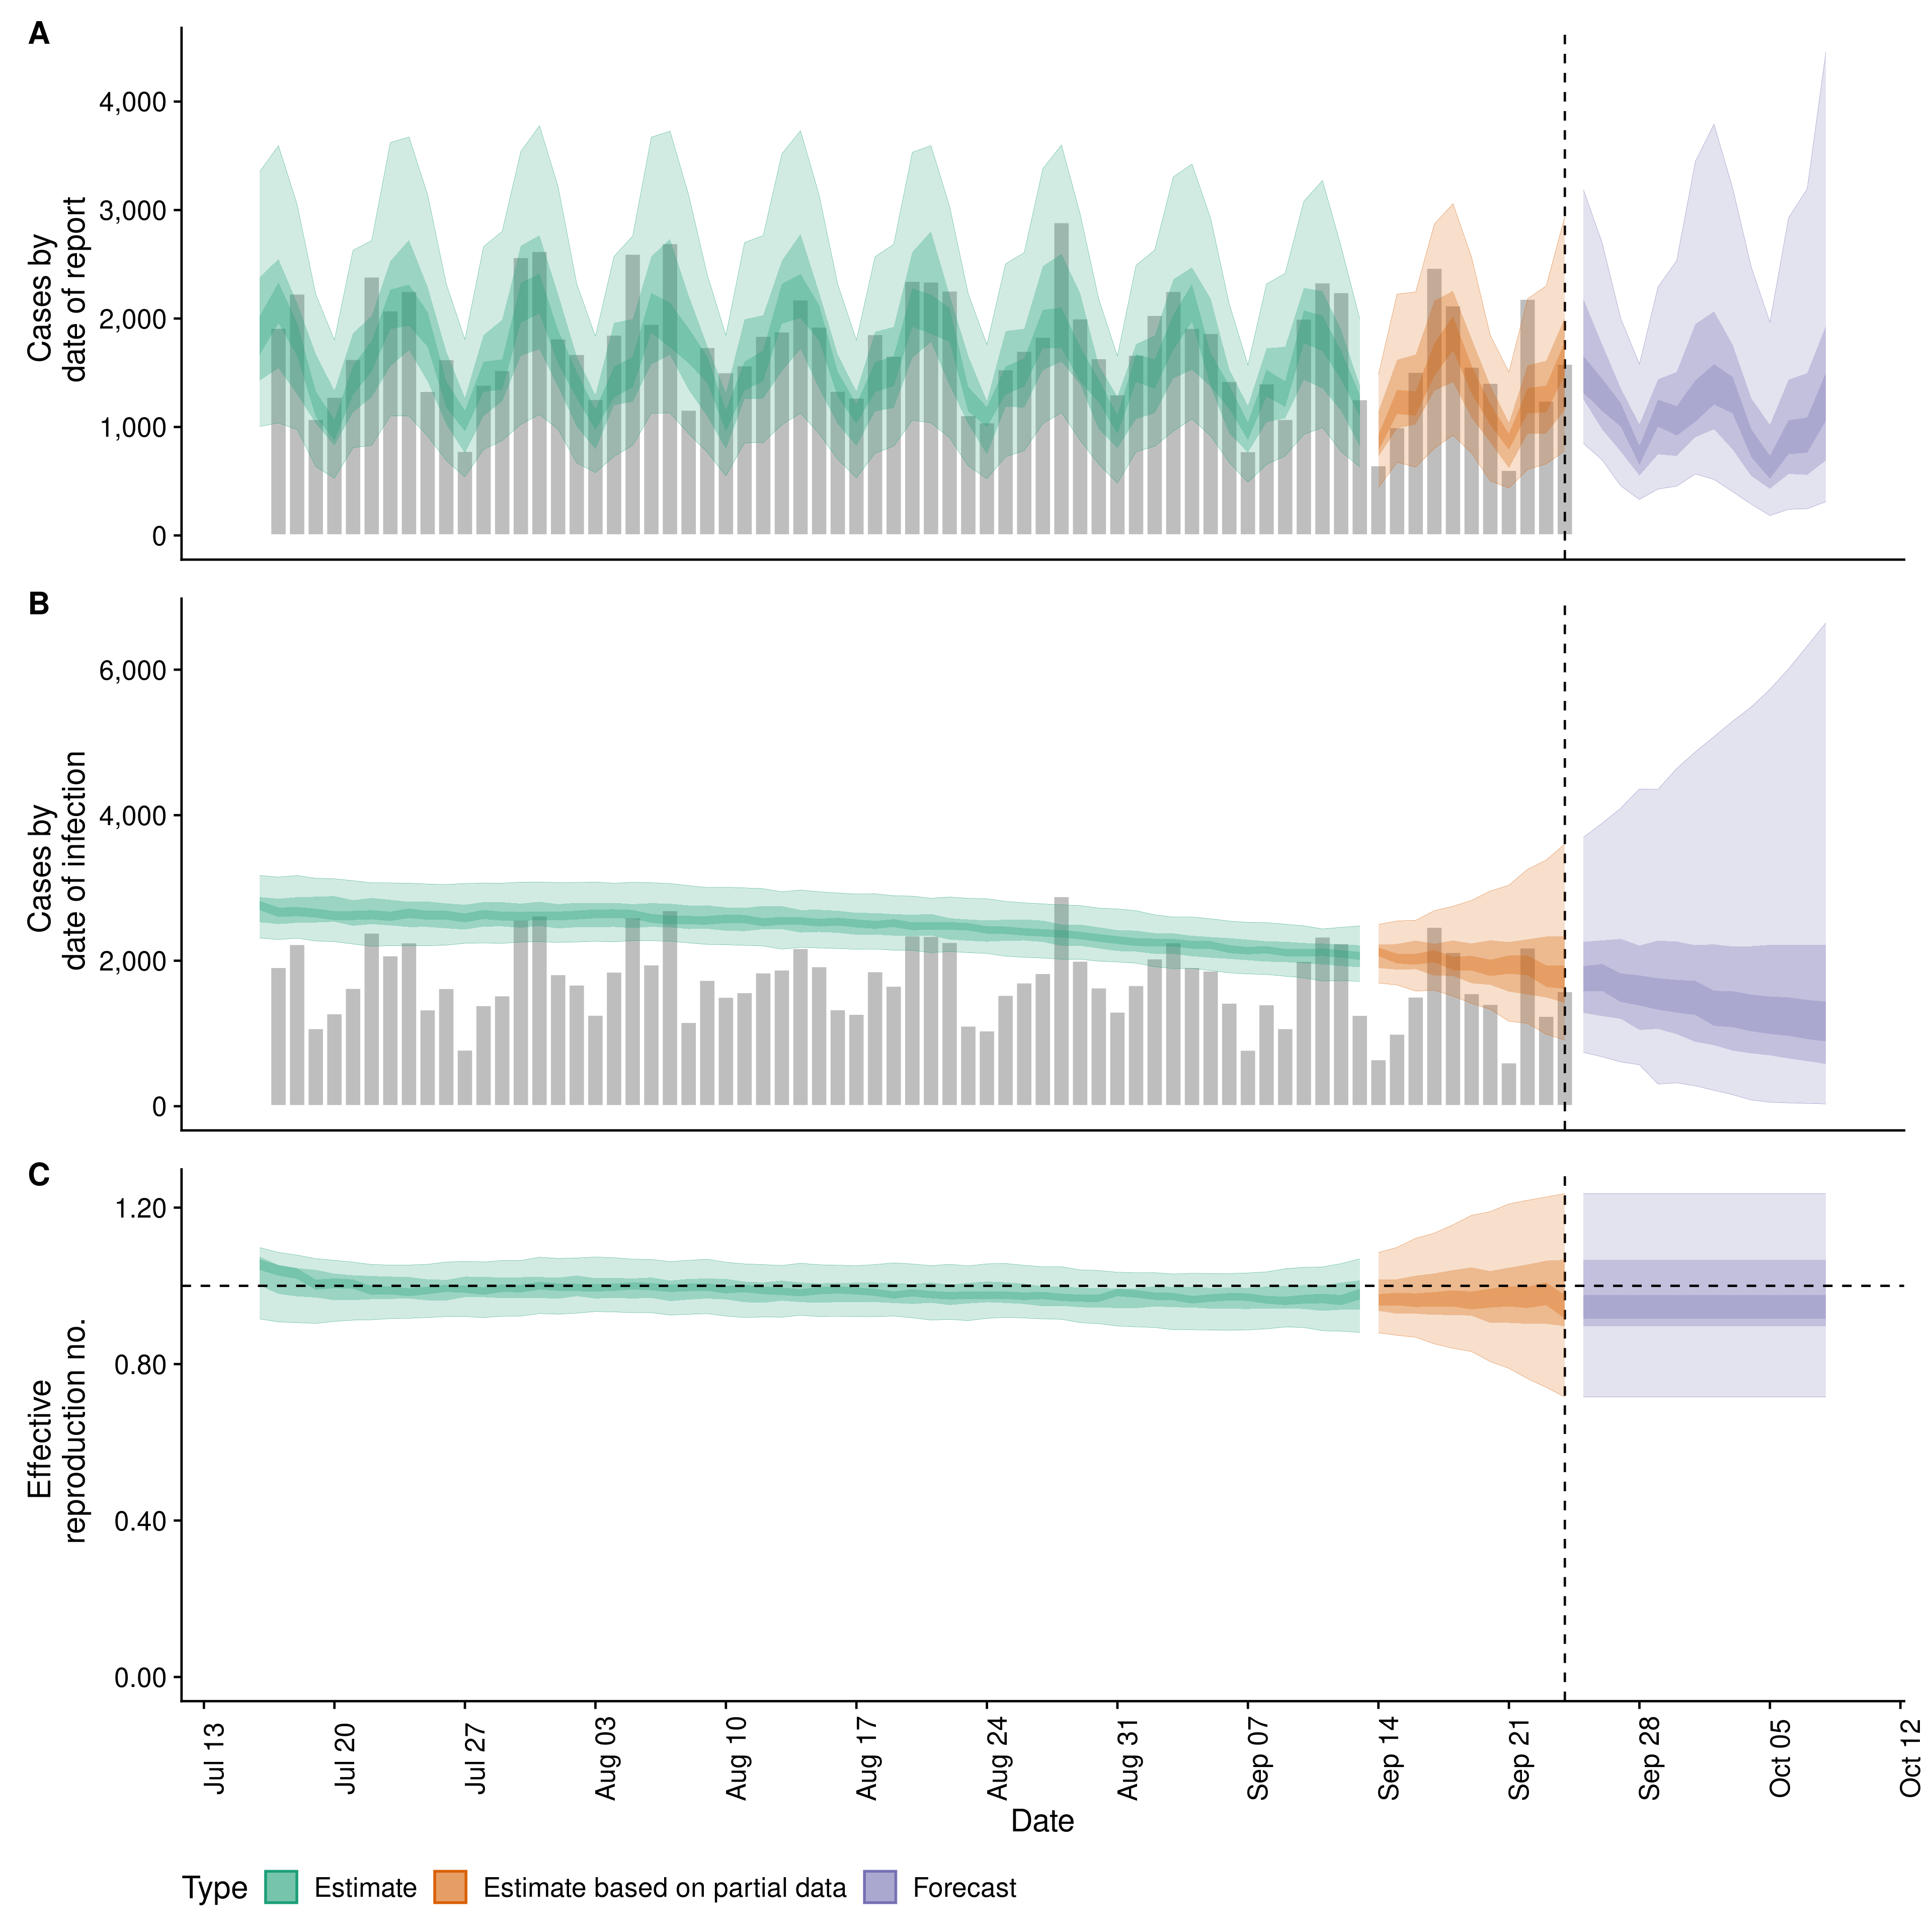 A
Cases by
date of report
4,000
3,000
2,000
1,000
0
B
Cases by
date of infection
6,000
4,000
2,000
0
C
Effective
reproduction no.
1.20
0.80
0.40
0.00
Jul 13
Jul 20
Jul 27
Aug 03
Aug 10
Aug 17
Aug 24
Aug 31
Sep 07
Sep 14
Sep 21
Sep 28
Oct 05
Oct 12
Date
Type Estimate Estimate based on partial data Forecast